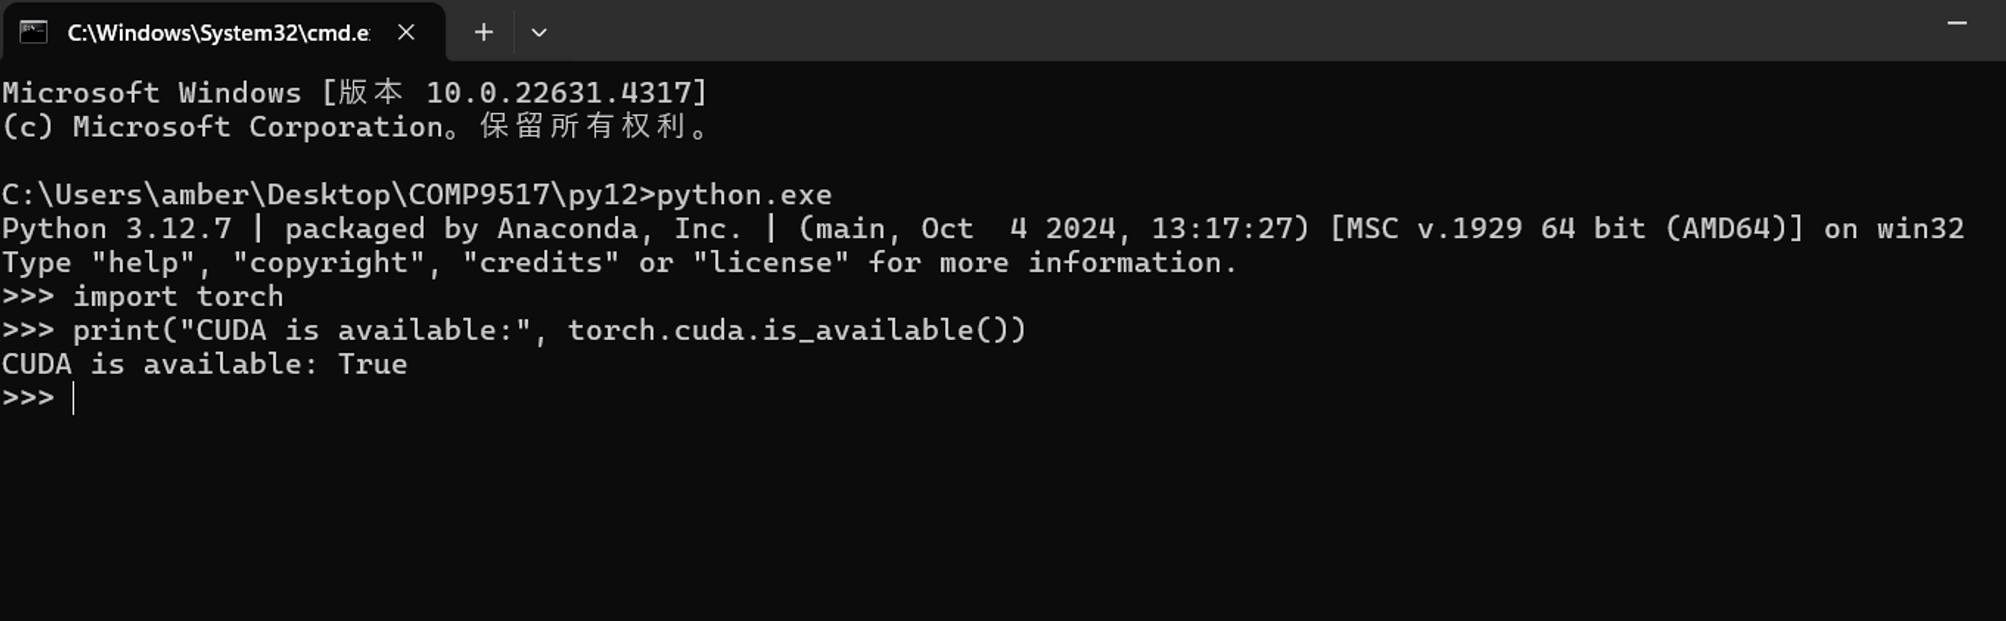 C:\Windows\System32\cmd.e
Microsoft Windows [版本 10.0.22631.4317]
(c) Microsoft Corporation。保留所有权利。
C:\Users\amber\Desktop\COMP9517\py12>python.exe
Python 3.12.7 | packaged by Anaconda, Inc. | (main, Oct  4 2024, 13:17:27) [MSC v.1929 64 bit (AMD64)] on win32
Type "help", "copyright", "credits" or "license" for more information.
>>> import torch
>>> print("CUDA is available:", torch.cuda.is_available())
CUDA is available: True
>>>